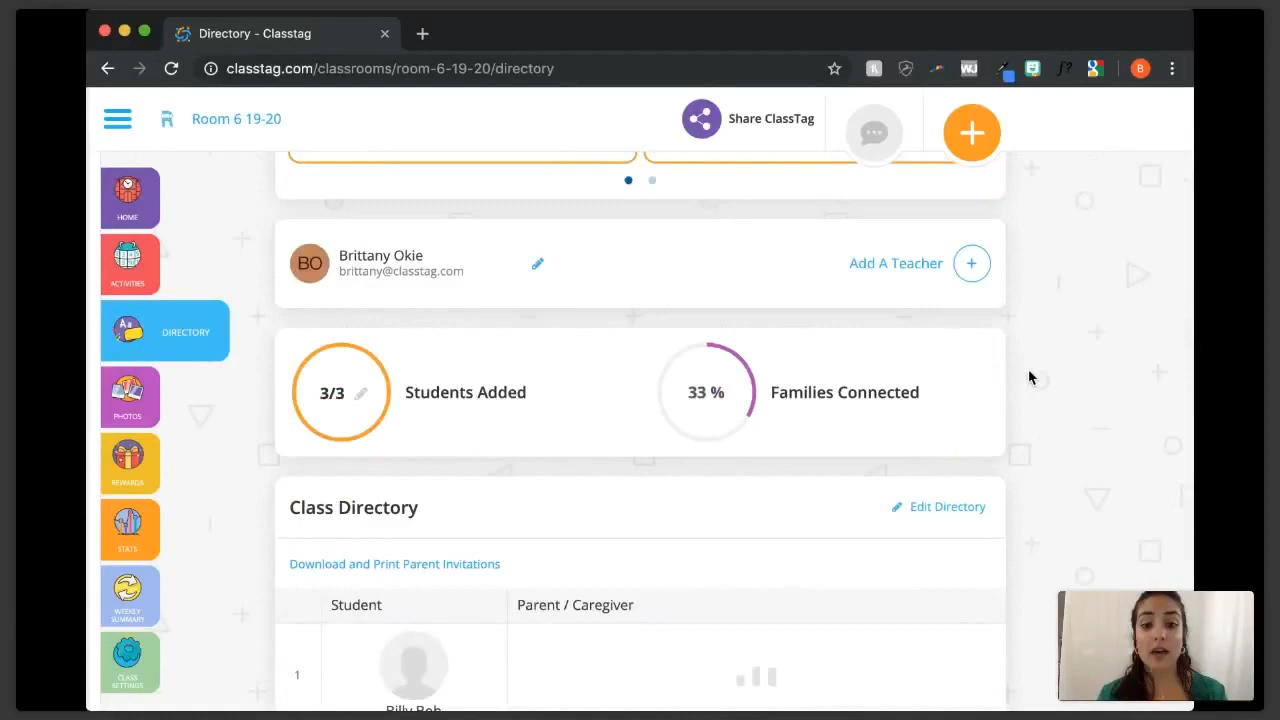 Directory - Classtag
classtag.com/classrooms/room-6-19-20/directory
B
Room 6 19-20
Share ClassTag
HOME
ACTIVITIES
DIRECTORY
PHOTOS
REWARDS
STATS
WEEKLY
SUMMARY
CLASS
SETTINGS
BO
Brittany Okie
brittany@classtag.com
Add A Teacher
3/3
Students Added
33 %
Families Connected
Class Directory
Edit Directory
Download and Print Parent Invitations
Student
Parent / Caregiver
1
Billy Bob